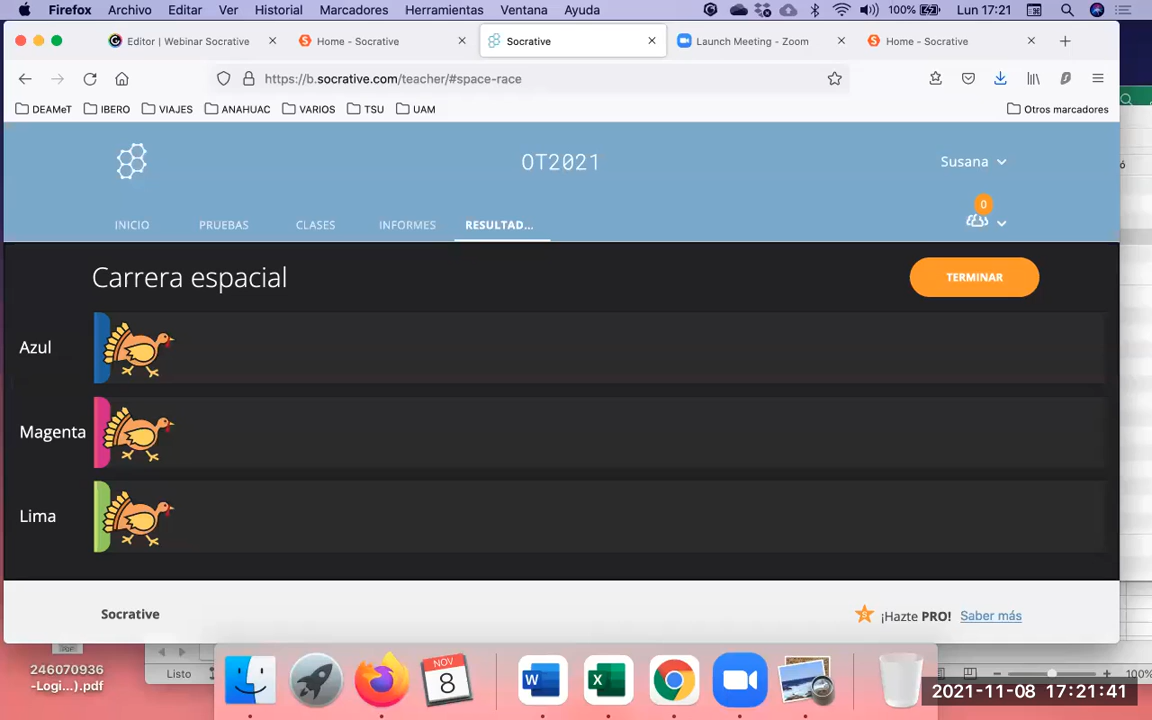 Firefox Archivo Editar Ver Historial Marcadores Herramientas Ventana Ayuda 100% Lun 17:21
Editor | Webinar Socrative Home - Socrative Socrative Launch Meeting - Zoom Home - Socrative
https://b.socrative.com/teacher/#space-race
DEAMeT IBERO VIAJES ANAHUAC VARIOS TSU UAM Otros marcadores
OT2021
Susana
0
INICIO PRUEBAS CLASES INFORMES RESULTAD...
Carrera espacial
TERMINAR
Azul
Magenta
Lima
Socrative
¡Hazte PRO! Saber más
246070936
-Logi...).pdf
Listo
100%
NOV
8
2021-11-08 17:21:41